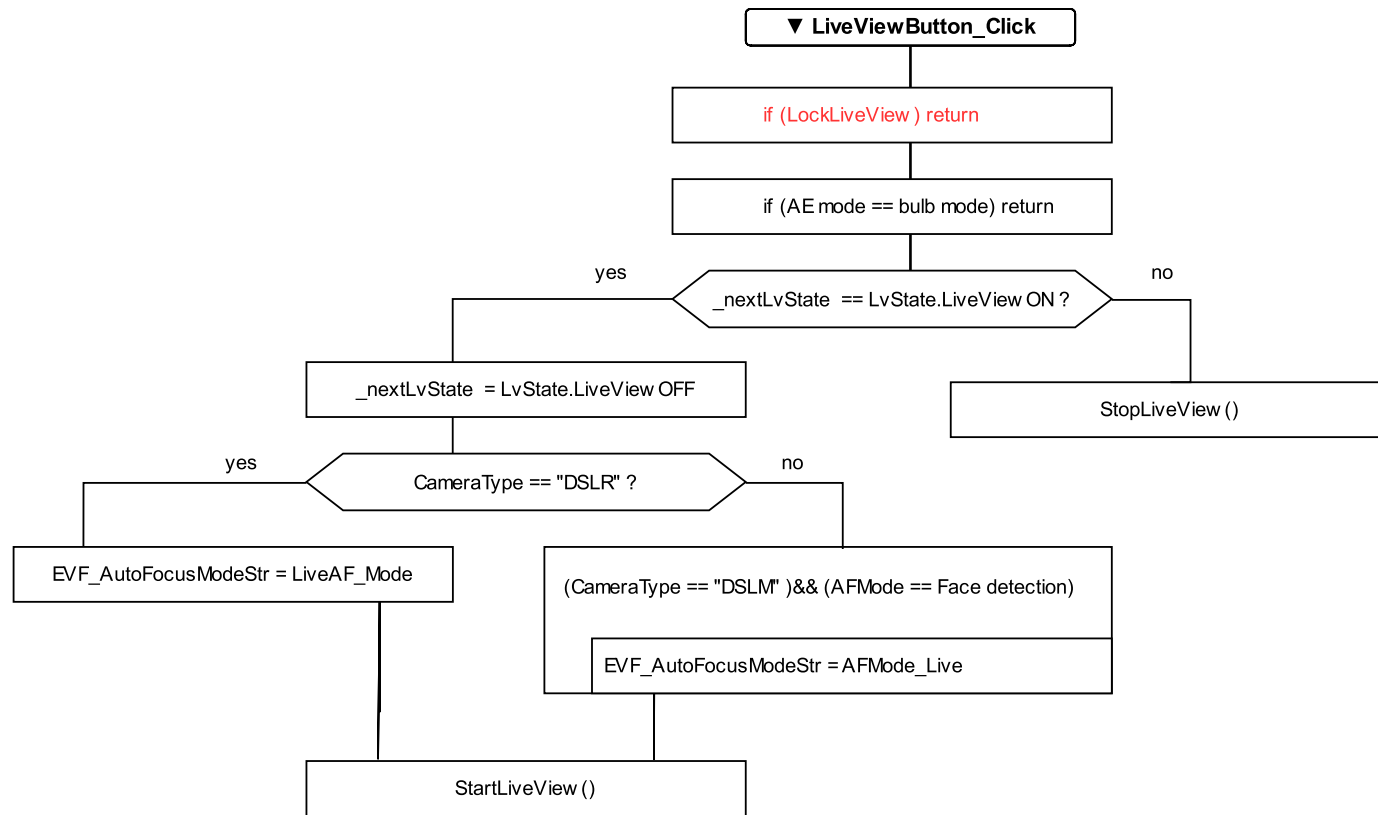 ▼ LiveViewButton_Click
if (LockLiveView) return
if (AE mode == bulb mode) return
yes
no
_nextLvState == LvState.LiveView ON ?
_nextLvState = LvState.LiveView OFF
StopLiveView ()
yes
no
CameraType == "DSLR" ?
EVF_AutoFocusModeStr = LiveAF_Mode
(CameraType == "DSLM" )&& (AFMode == Face detection)
EVF_AutoFocusModeStr = AFMode_Live
StartLiveView ()